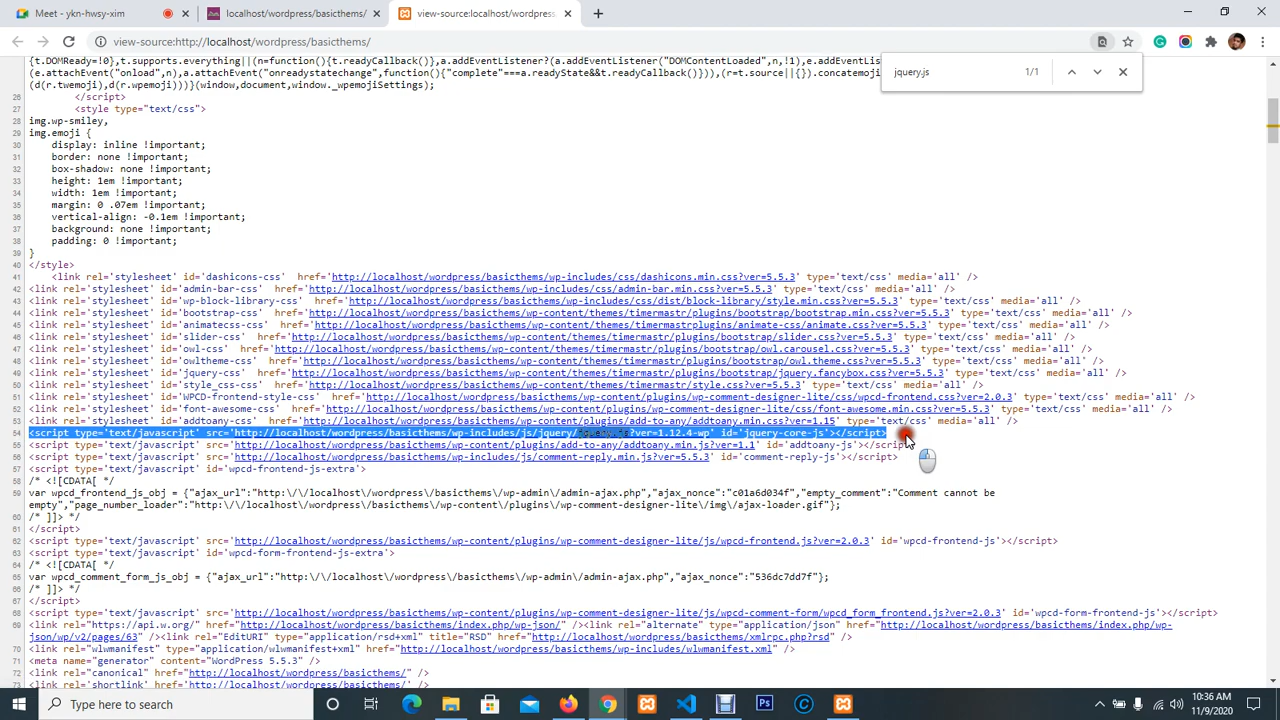 Meet - ykn-hwsy-xim
localhost/wordpress/basicthems/
view-source:localhost/wordpress
view-source:http://localhost/wordpress/basicthems/
jquery.js 1/1
{t.DOMReady=!0},t.supports.everything||(n=function(){t.readyCallback()},a.addEventListener?(a.addEventListener("DOMContentLoaded",n,!1),e.addEventListener
(e.attachEvent("onload",n),a.attachEvent("onreadystatechange",function(){"complete"===a.readyState&&t.readyCallback()})),(r=t.source||{}).concatemoji
(d(r.twemoji),d(r.wpemoji)))}(window,document,window._wpemojiSettings);
26 </script>
27 <style type="text/css">
28 img.wp-smiley,
29 img.emoji {
30 display: inline !important;
31 border: none !important;
32 box-shadow: none !important;
33 height: 1em !important;
34 width: 1em !important;
35 margin: 0 .07em !important;
36 vertical-align: -0.1em !important;
37 background: none !important;
38 padding: 0 !important;
39 }
40 </style>
41 <link rel='stylesheet' id='dashicons-css' href='http://localhost/wordpress/basicthems/wp-includes/css/dashicons.min.css?ver=5.5.3' type='text/css' media='all' />
42 <link rel='stylesheet' id='admin-bar-css' href='http://localhost/wordpress/basicthems/wp-includes/css/admin-bar.min.css?ver=5.5.3' type='text/css' media='all' />
43 <link rel='stylesheet' id='wp-block-library-css' href='http://localhost/wordpress/basicthems/wp-includes/css/dist/block-library/style.min.css?ver=5.5.3' type='text/css' media='all' />
44 <link rel='stylesheet' id='bootstrap-css' href='http://localhost/wordpress/basicthems/wp-content/themes/timermastr/plugins/bootstrap/bootstrap.min.css?ver=5.5.3' type='text/css' media='all' />
45 <link rel='stylesheet' id='animatecss-css' href='http://localhost/wordpress/basicthems/wp-content/themes/timermastr/plugins/animate-css/animate.css?ver=5.5.3' type='text/css' media='all' />
46 <link rel='stylesheet' id='slider-css' href='http://localhost/wordpress/basicthems/wp-content/themes/timermastr/plugins/bootstrap/slider.css?ver=5.5.3' type='text/css' media='all' />
47 <link rel='stylesheet' id='owl-css' href='http://localhost/wordpress/basicthems/wp-content/themes/timermastr/plugins/bootstrap/owl.carousel.css?ver=5.5.3' type='text/css' media='all' />
48 <link rel='stylesheet' id='owltheme-css' href='http://localhost/wordpress/basicthems/wp-content/themes/timermastr/plugins/bootstrap/owl.theme.css?ver=5.5.3' type='text/css' media='all' />
49 <link rel='stylesheet' id='jquery-css' href='http://localhost/wordpress/basicthems/wp-content/themes/timermastr/plugins/bootstrap/jquery.fancybox.css?ver=5.5.3' type='text/css' media='all' />
50 <link rel='stylesheet' id='style_css-css' href='http://localhost/wordpress/basicthems/wp-content/themes/timermastr/style.css?ver=5.5.3' type='text/css' media='all' />
51 <link rel='stylesheet' id='WPCD-frontend-style-css' href='http://localhost/wordpress/basicthems/wp-content/plugins/wp-comment-designer-lite/css/wpcd-frontend.css?ver=2.0.3' type='text/css' media='all' />
52 <link rel='stylesheet' id='font-awesome-css' href='http://localhost/wordpress/basicthems/wp-content/plugins/wp-comment-designer-lite/css/font-awesome.min.css?ver=5.5.3' type='text/css' media='all' />
53 <link rel='stylesheet' id='addtoany-css' href='http://localhost/wordpress/basicthems/wp-content/plugins/add-to-any/addtoany.min.css?ver=1.15' type='text/css' media='all' />
54 <script type='text/javascript' src='http://localhost/wordpress/basicthems/wp-includes/js/jquery/jquery.js?ver=1.12.4-wp' id='jquery-core-js'></script>
55 <script type='text/javascript' src='http://localhost/wordpress/basicthems/wp-content/plugins/add-to-any/addtoany.min.js?ver=1.1' id='addtoany-js'></script>
56 <script type='text/javascript' src='http://localhost/wordpress/basicthems/wp-includes/js/comment-reply.min.js?ver=5.5.3' id='comment-reply-js'></script>
57 <script type='text/javascript' id='wpcd-frontend-js-extra'>
58 /* <![CDATA[ */
59 var wpcd_frontend_js_obj = {"ajax_url":"http:\/\/localhost\/wordpress\/basicthems\/wp-admin\/admin-ajax.php","ajax_nonce":"c01a6d034f","empty_comment":"Comment cannot be
empty","page_number_loader":"http:\/\/localhost\/wordpress\/basicthems\/wp-content\/plugins\/wp-comment-designer-lite\/img\/ajax-loader.gif"};
60 /* ]]> */
61 </script>
62 <script type='text/javascript' src='http://localhost/wordpress/basicthems/wp-content/plugins/wp-comment-designer-lite/js/wpcd-frontend.js?ver=2.0.3' id='wpcd-frontend-js'></script>
63 <script type='text/javascript' id='wpcd-form-frontend-js-extra'>
64 /* <![CDATA[ */
65 var wpcd_comment_form_js_obj = {"ajax_url":"http:\/\/localhost\/wordpress\/basicthems\/wp-admin\/admin-ajax.php","ajax_nonce":"536dc7dd7f"};
66 /* ]]> */
67 </script>
68 <script type='text/javascript' src='http://localhost/wordpress/basicthems/wp-content/plugins/wp-comment-designer-lite/js/wpcd-comment-form/wpcd_form_frontend.js?ver=2.0.3' id='wpcd-form-frontend-js'></script>
69 <link rel="https://api.w.org/" href="http://localhost/wordpress/basicthems/index.php/wp-json/" /><link rel="alternate" type="application/json" href="http://localhost/wordpress/basicthems/index.php/wp-
json/wp/v2/pages/63" /><link rel="EditURI" type="application/rsd+xml" title="RSD" href="http://localhost/wordpress/basicthems/xmlrpc.php?rsd" />
70 <link rel="wlwmanifest" type="application/wlwmanifest+xml" href="http://localhost/wordpress/basicthems/wp-includes/wlwmanifest.xml" />
71 <meta name="generator" content="WordPress 5.5.3" />
72 <link rel="canonical" href="http://localhost/wordpress/basicthems/" />
73 <link rel='shortlink' href='http://localhost/wordpress/basicthems/' />
Type here to search
10:36 AM
11/9/2020